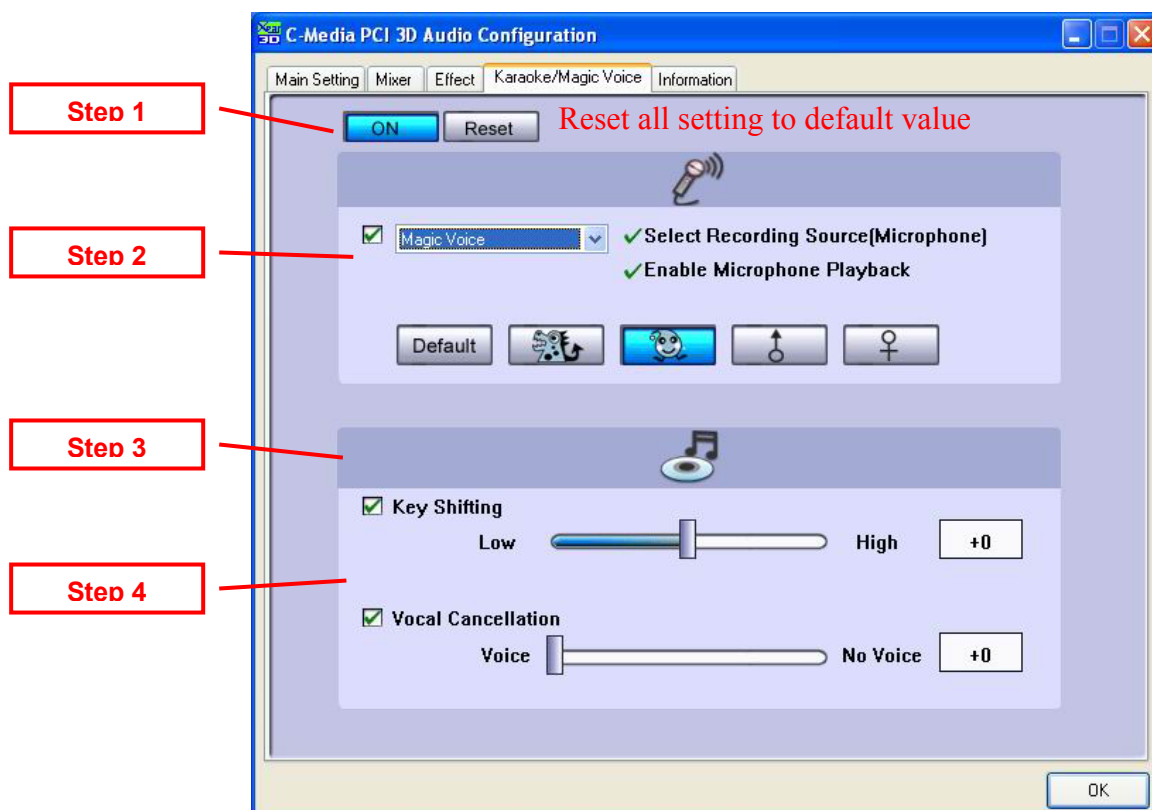 C-Media PCI 3D Audio Configuration
Main Setting Mixer Effect Karaoke/Magic Voice Information
Step 1
ON Reset Reset all setting to default value
Step 2
Magic Voice
Select Recording Source(Microphone)
Enable Microphone Playback
Default
Step 3
Key Shifting
Low High +0
Step 4
Vocal Cancellation
Voice No Voice +0
OK